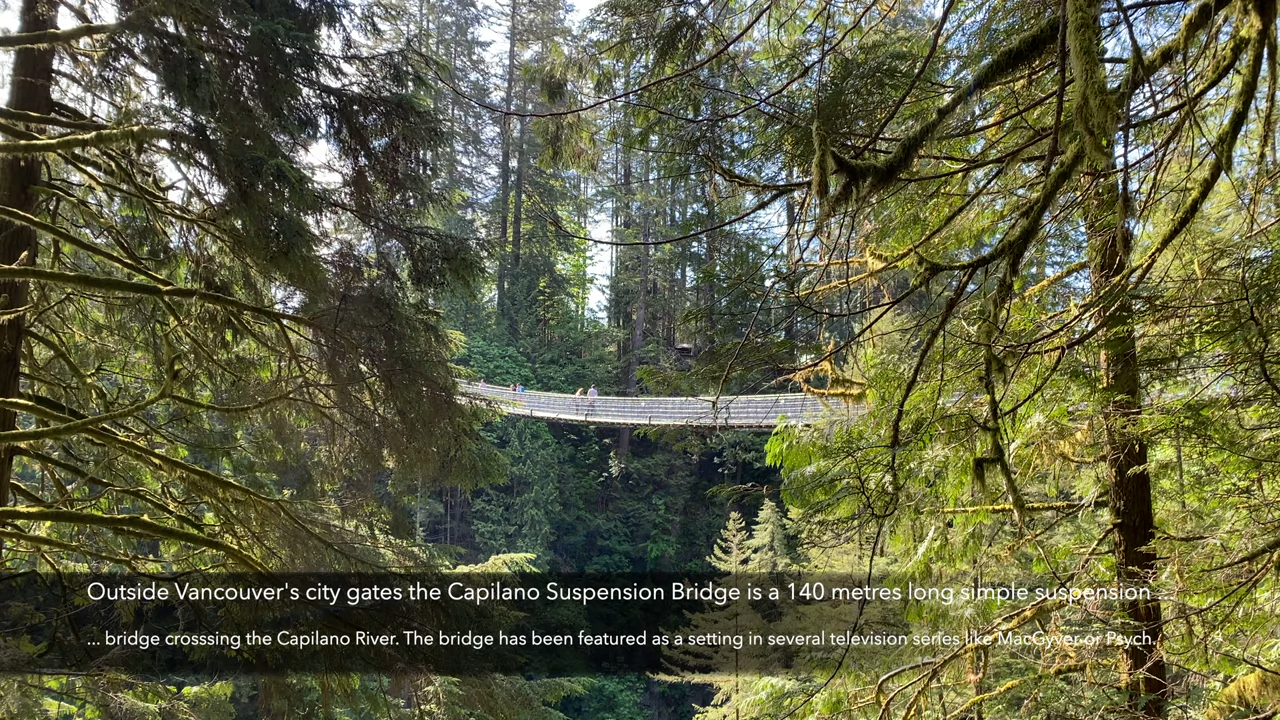 Outside Vancouver's city gates the Capilano Suspension Bridge is a 140 metres long simple suspension ...
... bridge crosssing the Capilano River. The bridge has been featured as a setting in several television series like MacGyver or Psych.